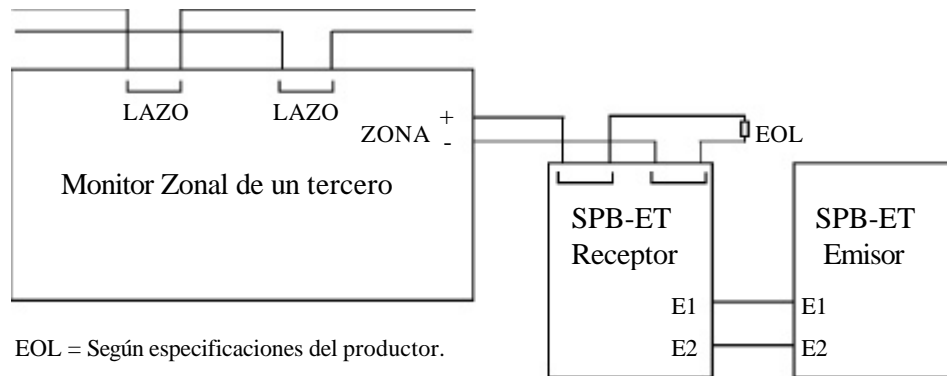 LAZO LAZO
+
ZONA
-
EOL
Monitor Zonal de un tercero
SPB-ET
Receptor
SPB-ET
Emisor
E1 E1
E2 E2
EOL = Según especificaciones del productor.